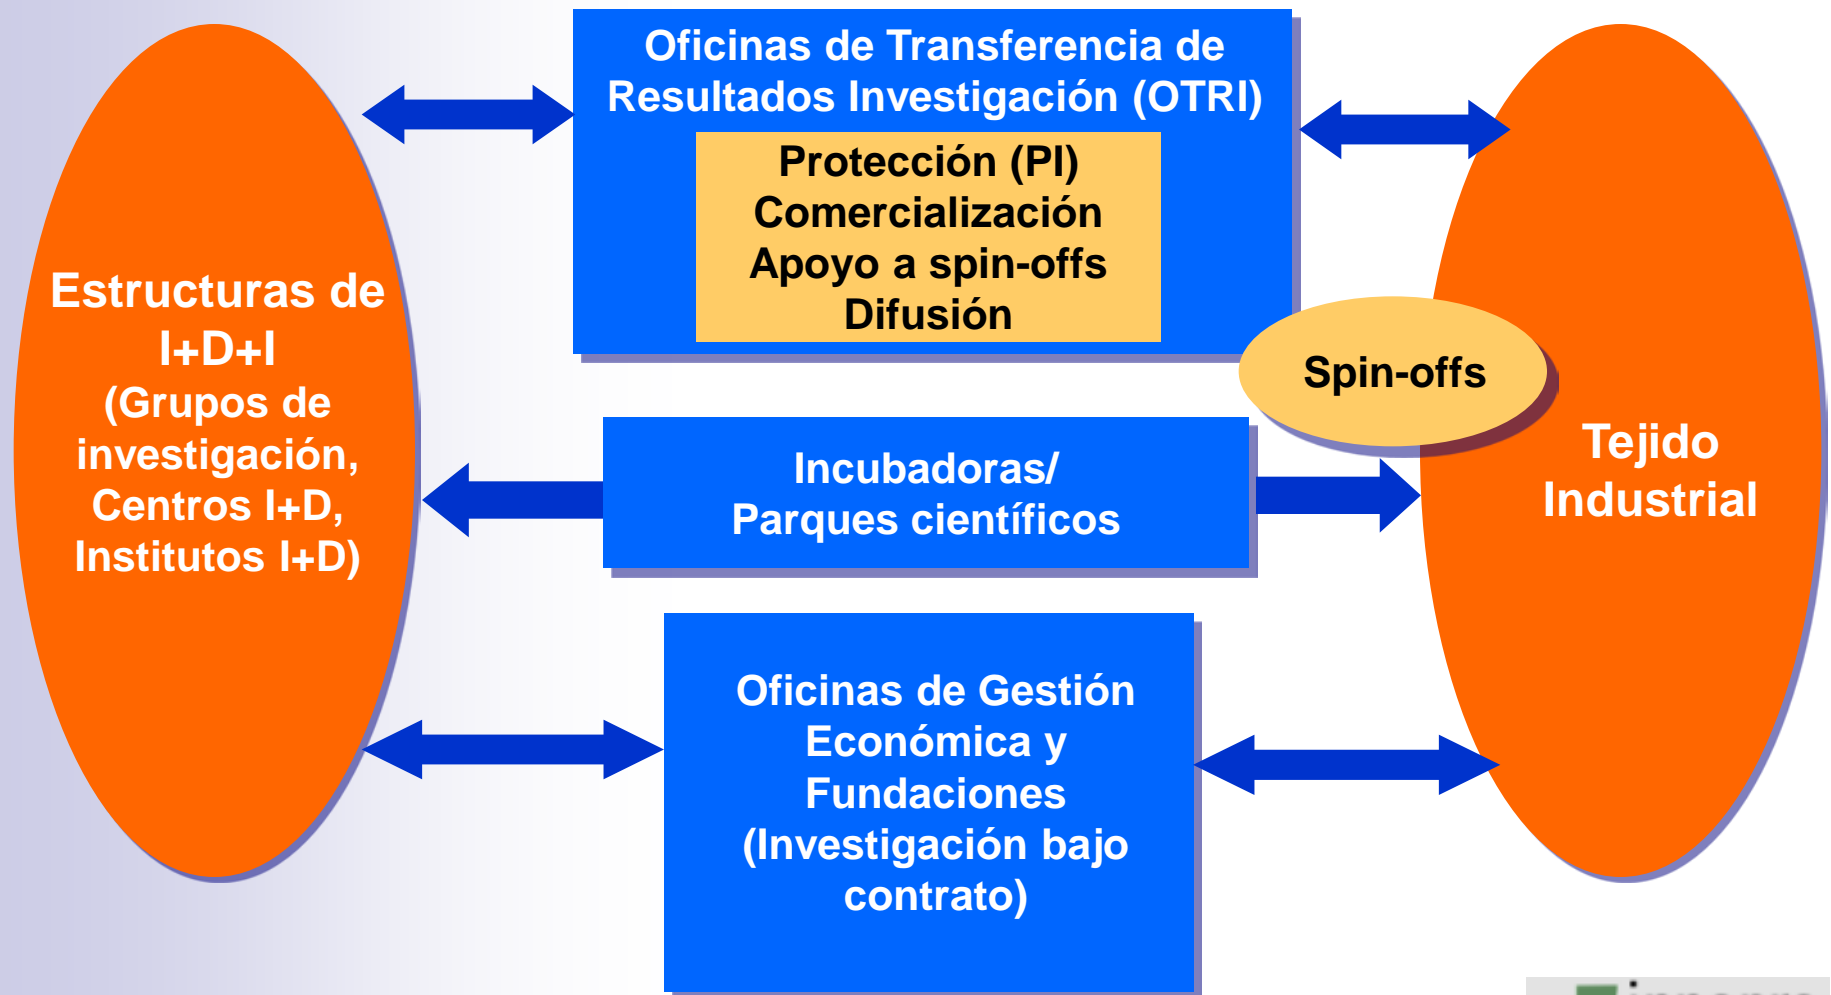 Oficinas de Transferencia de
Resultados Investigación (OTRI)
Protección (PI)
Comercialización
Apoyo a spin-offs
Difusión
Estructuras de
I+D+I
(Grupos de
investigación,
Centros I+D,
Institutos I+D)
Spin-offs
Incubadoras/
Parques científicos
Tejido
Industrial
Oficinas de Gestión
Económica y
Fundaciones
(Investigación bajo
contrato)